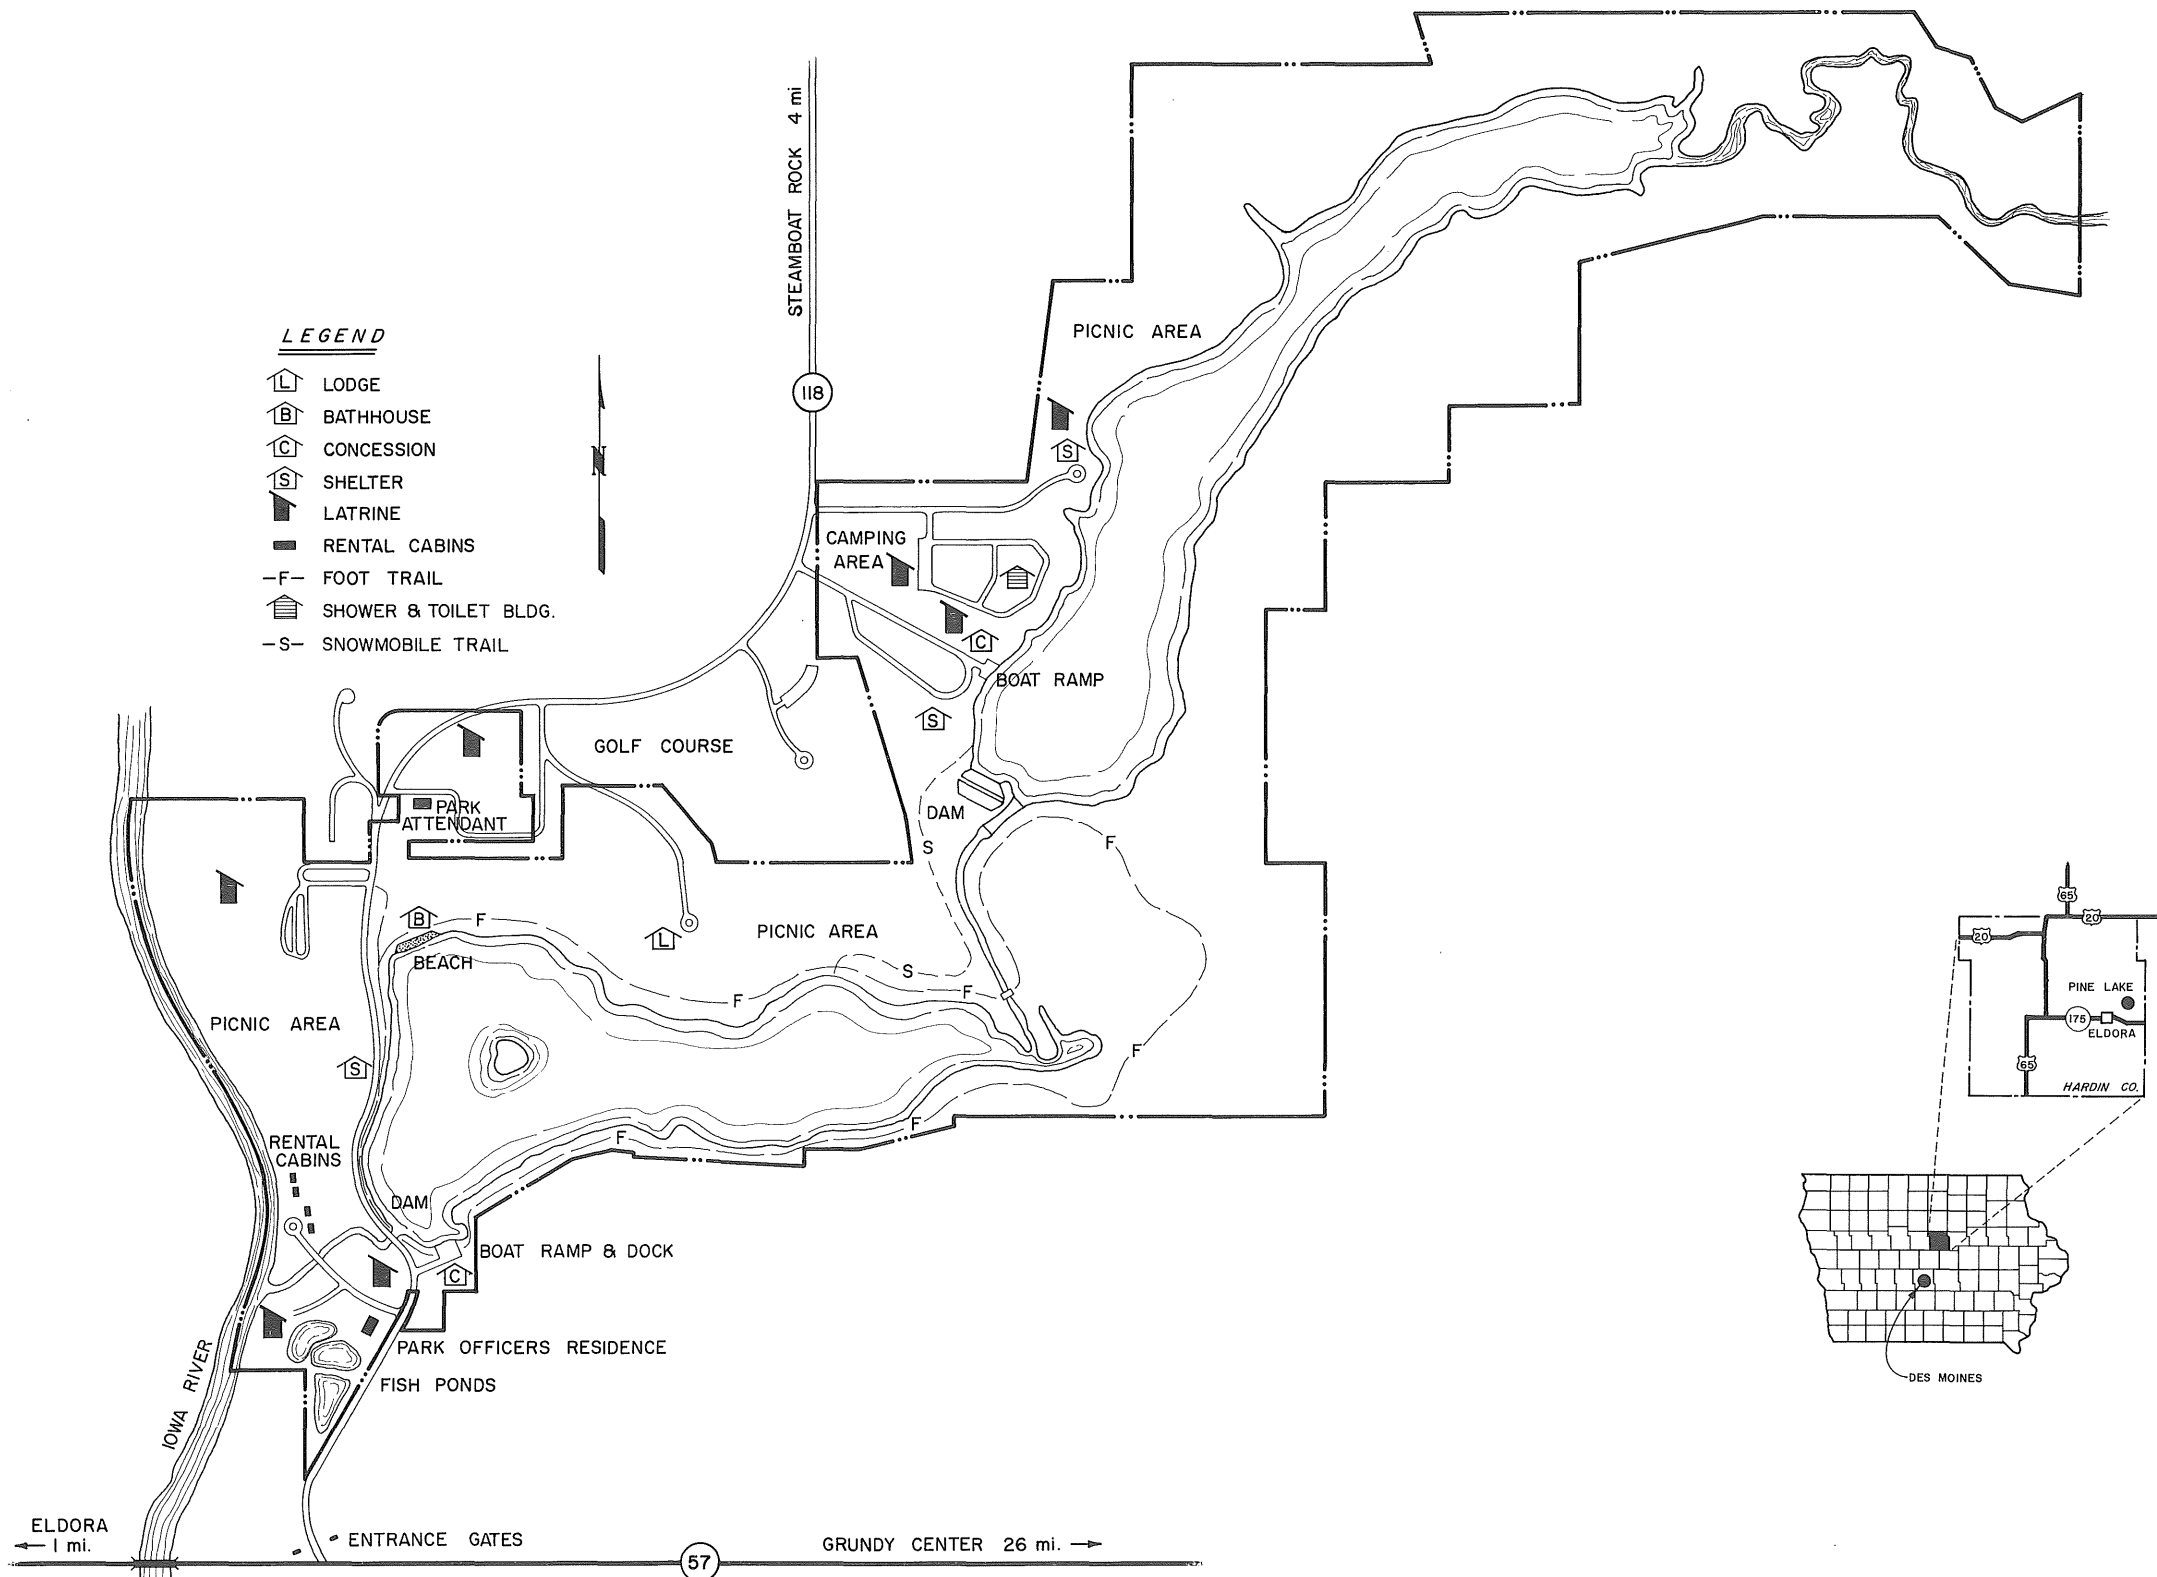 STEAMBOAT ROCK 4 mi
118
LEGEND
L LODGE
B BATHHOUSE
C CONCESSION
S SHELTER
LATRINE
RENTAL CABINS
—F— FOOT TRAIL
SHOWER & TOILET BLDG.
—S— SNOWMOBILE TRAIL
N
PICNIC AREA
S
CAMPING
AREA
C
BOAT RAMP
S
GOLF COURSE
PARK
ATTENDANT
DAM
S
F
B
F
L
PICNIC AREA
BEACH
S
F
F
PICNIC AREA
F
S
F
F
RENTAL
CABINS
DAM
BOAT RAMP & DOCK
C
PARK OFFICERS RESIDENCE
FISH PONDS
IOWA RIVER
ELDORA
1 mi.
ENTRANCE GATES
57
GRUNDY CENTER 26 mi.
65
20
20
PINE LAKE
175
ELDORA
65
HARDIN CO.
DES MOINES